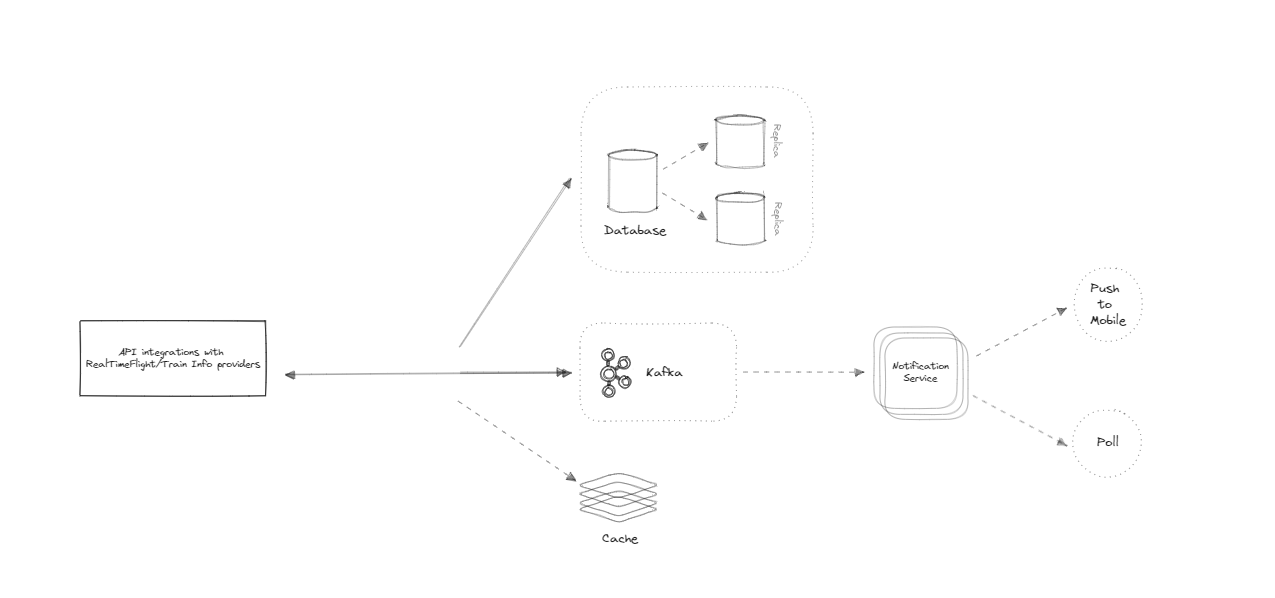 Replica
Database
Replica
API integrations with
RealTimeFlight/Train Info providers
Kafka
Notification
Service
Push
to
Mobile
Poll
Cache